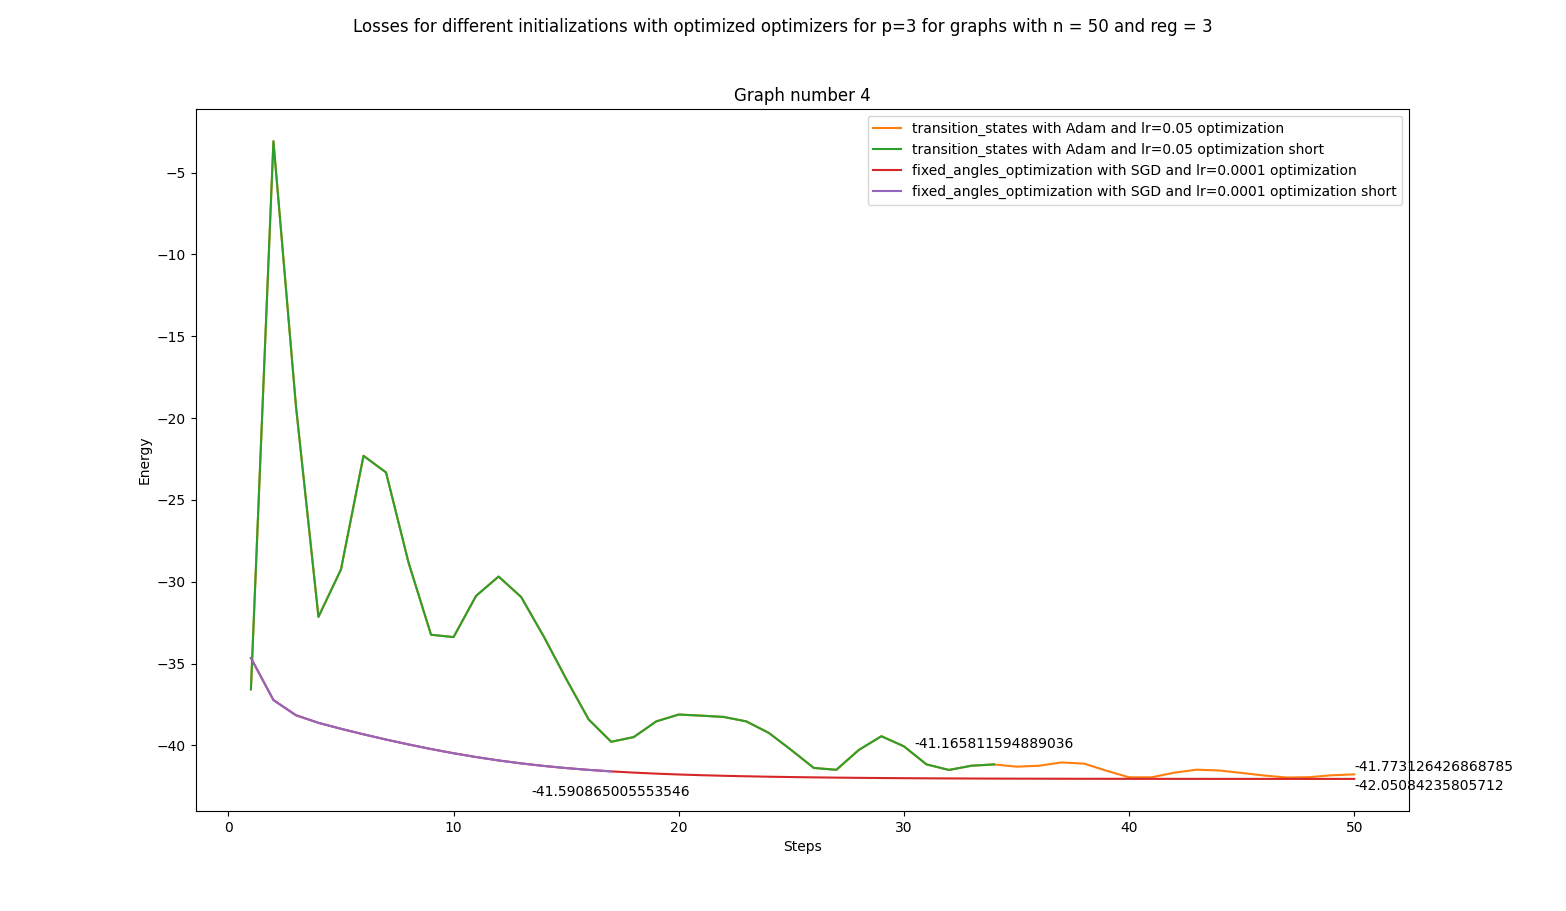 Losses for different initializations with optimized optimizers for p=3 for graphs with n = 50 and reg = 3
Graph number 4
transition_states with Adam and lr=0.05 optimization
transition_states with Adam and lr=0.05 optimization short
fixed_angles_optimization with SGD and lr=0.0001 optimization
fixed_angles_optimization with SGD and lr=0.0001 optimization short
Energy
−5
−10
−15
−20
−25
−30
−35
−40
-41.165811594889036
-41.773126426868785
-42.05084235805712
-41.590865005553546
0
10
20
30
40
50
Steps